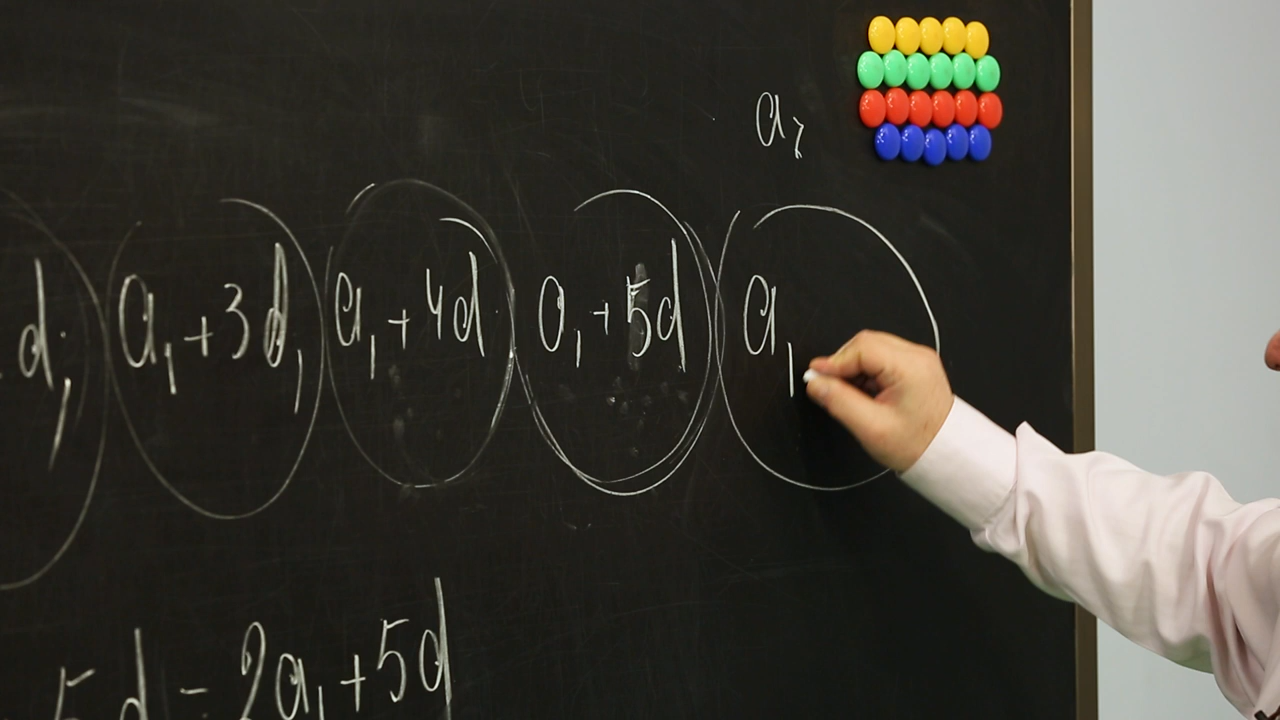 a₇
d; a₁+3d, a₁+4d a₁+5d a₁
5d = 2a₁+5d